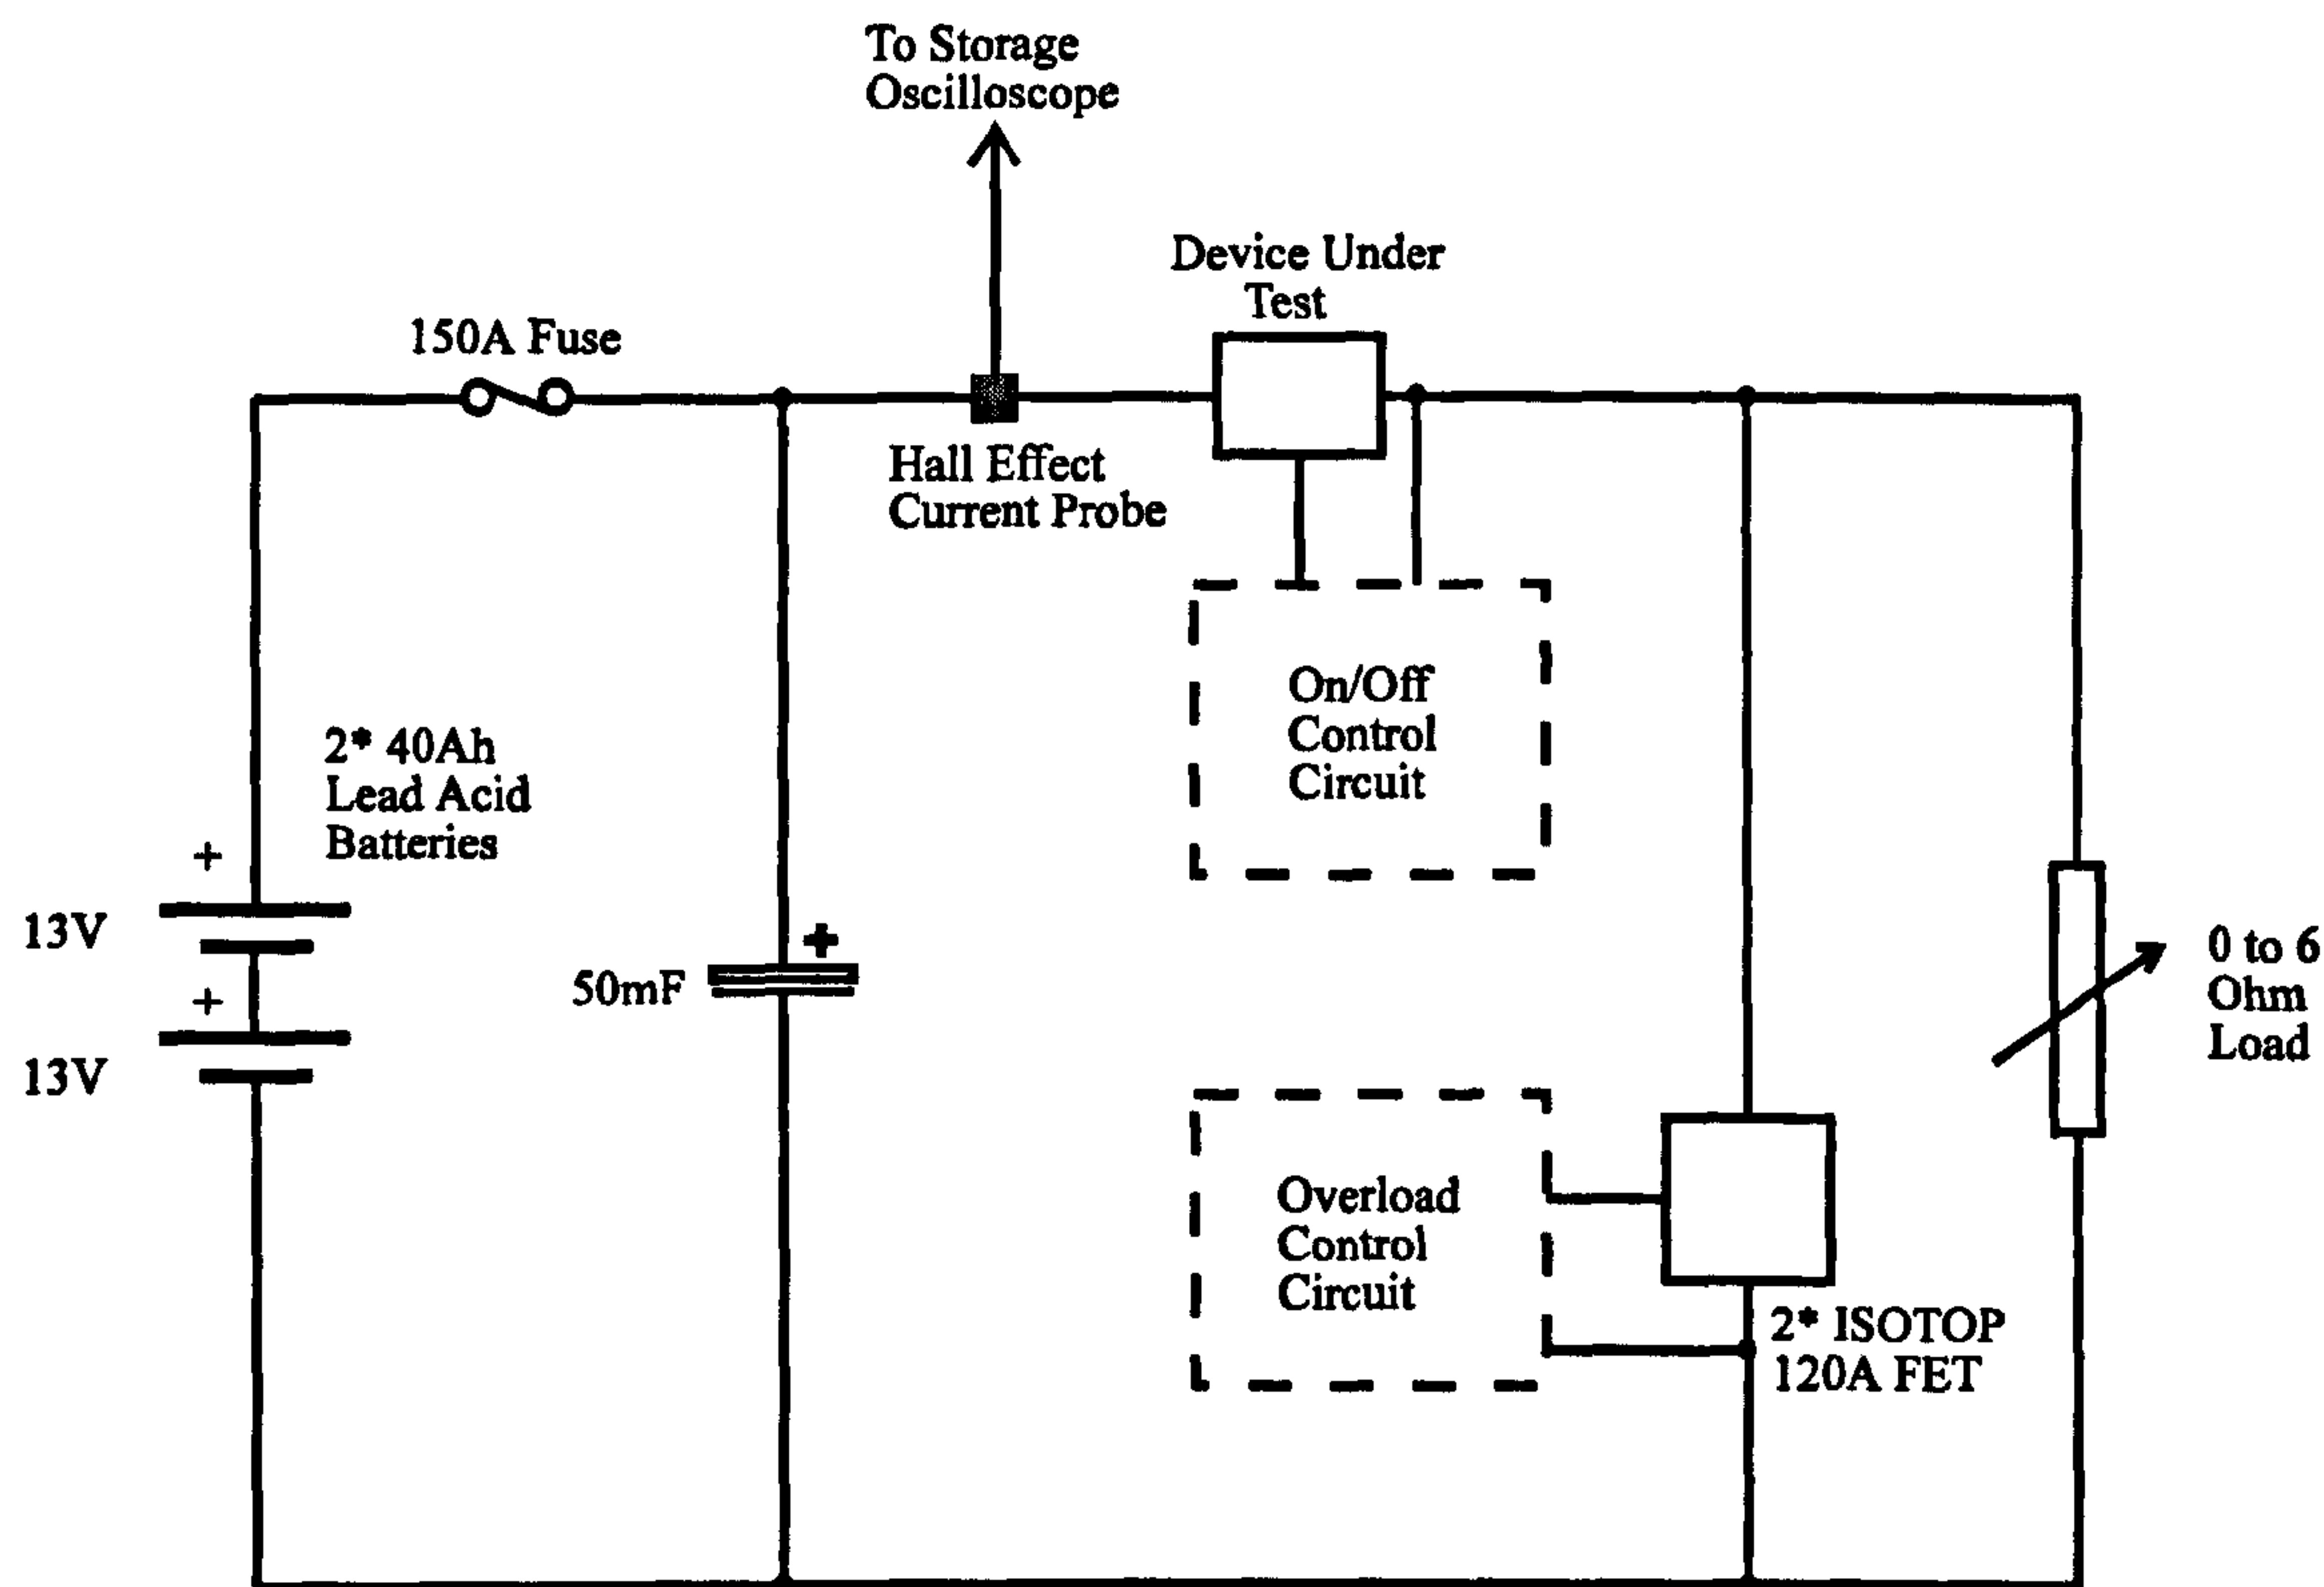 To Storage
Oscilloscope
Device Under
Test
150A Fuse
Hall Effect
Current Probe
On/Off
Control
Circuit
2* 40Ah
Lead Acid
Batteries
+
13V
+
13V
+
50mF
0 to 6
Ohm
Load
Overload
Control
Circuit
2* ISOTOP
120A FET